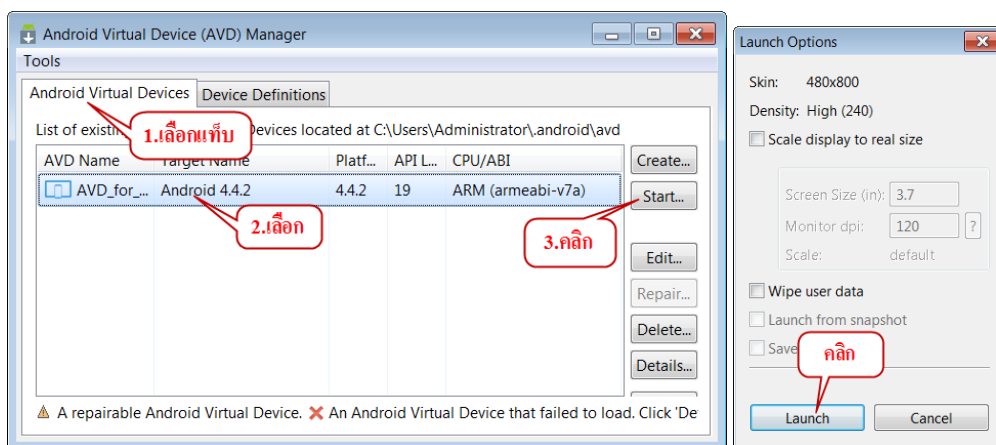 Android Virtual Device (AVD) Manager
Tools
Android Virtual Devices Device Definitions
List of existin Devices located at C:\Users\Administrator\.android\avd
1.เลือกแท็บ
AVD Name Target Name Platf... API L... CPU/ABI
AVD_for_... Android 4.4.2 4.4.2 19 ARM (armeabi-v7a)
2.เลือก
3.คลิก
Create...
Start...
Edit...
Repair...
Delete...
Details...
A repairable Android Virtual Device. An Android Virtual Device that failed to load. Click 'De
Launch Options
Skin: 480x800
Density: High (240)
Scale display to real size
Screen Size (in): 3.7
Monitor dpi: 120 ?
Scale: default
Wipe user data
Launch from snapshot
Save
คลิก
Launch Cancel